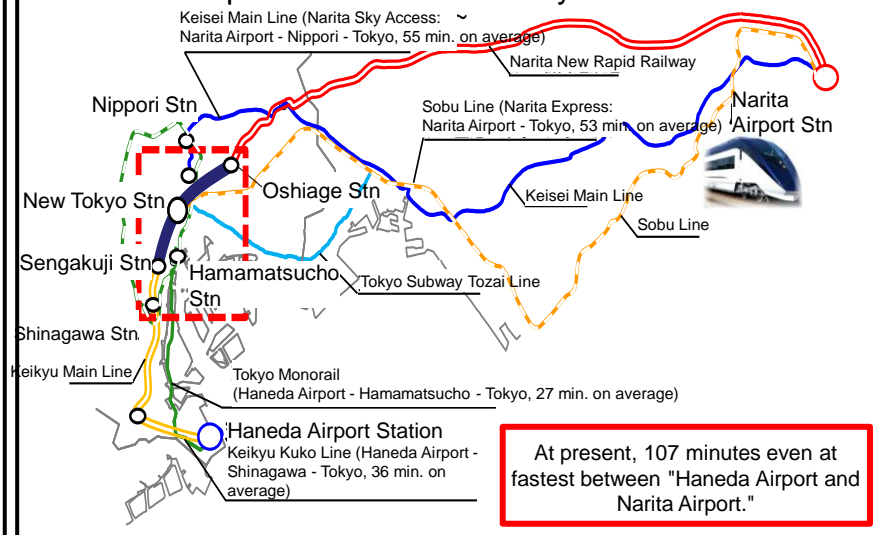 Keisei Main Line (Narita Sky Access:
Narita Airport - Nippori - Tokyo, 55 min. on average)
Narita New Rapid Railway
Nippori Stn
Sobu Line (Narita Express:
Narita Airport - Tokyo, 53 min. on average)
Narita
Airport Stn
Oshiage Stn
New Tokyo Stn
Keisei Main Line
Sobu Line
Sengakuji Stn
Hamamatsucho
Stn
Tokyo Subway Tozai Line
Shinagawa Stn
Keikyu Main Line
Tokyo Monorail
(Haneda Airport - Hamamatsucho - Tokyo, 27 min. on average)
Haneda Airport Station
Keikyu Kuko Line (Haneda Airport -
Shinagawa - Tokyo, 36 min. on
average)
At present, 107 minutes even at
fastest between "Haneda Airport and
Narita Airport."